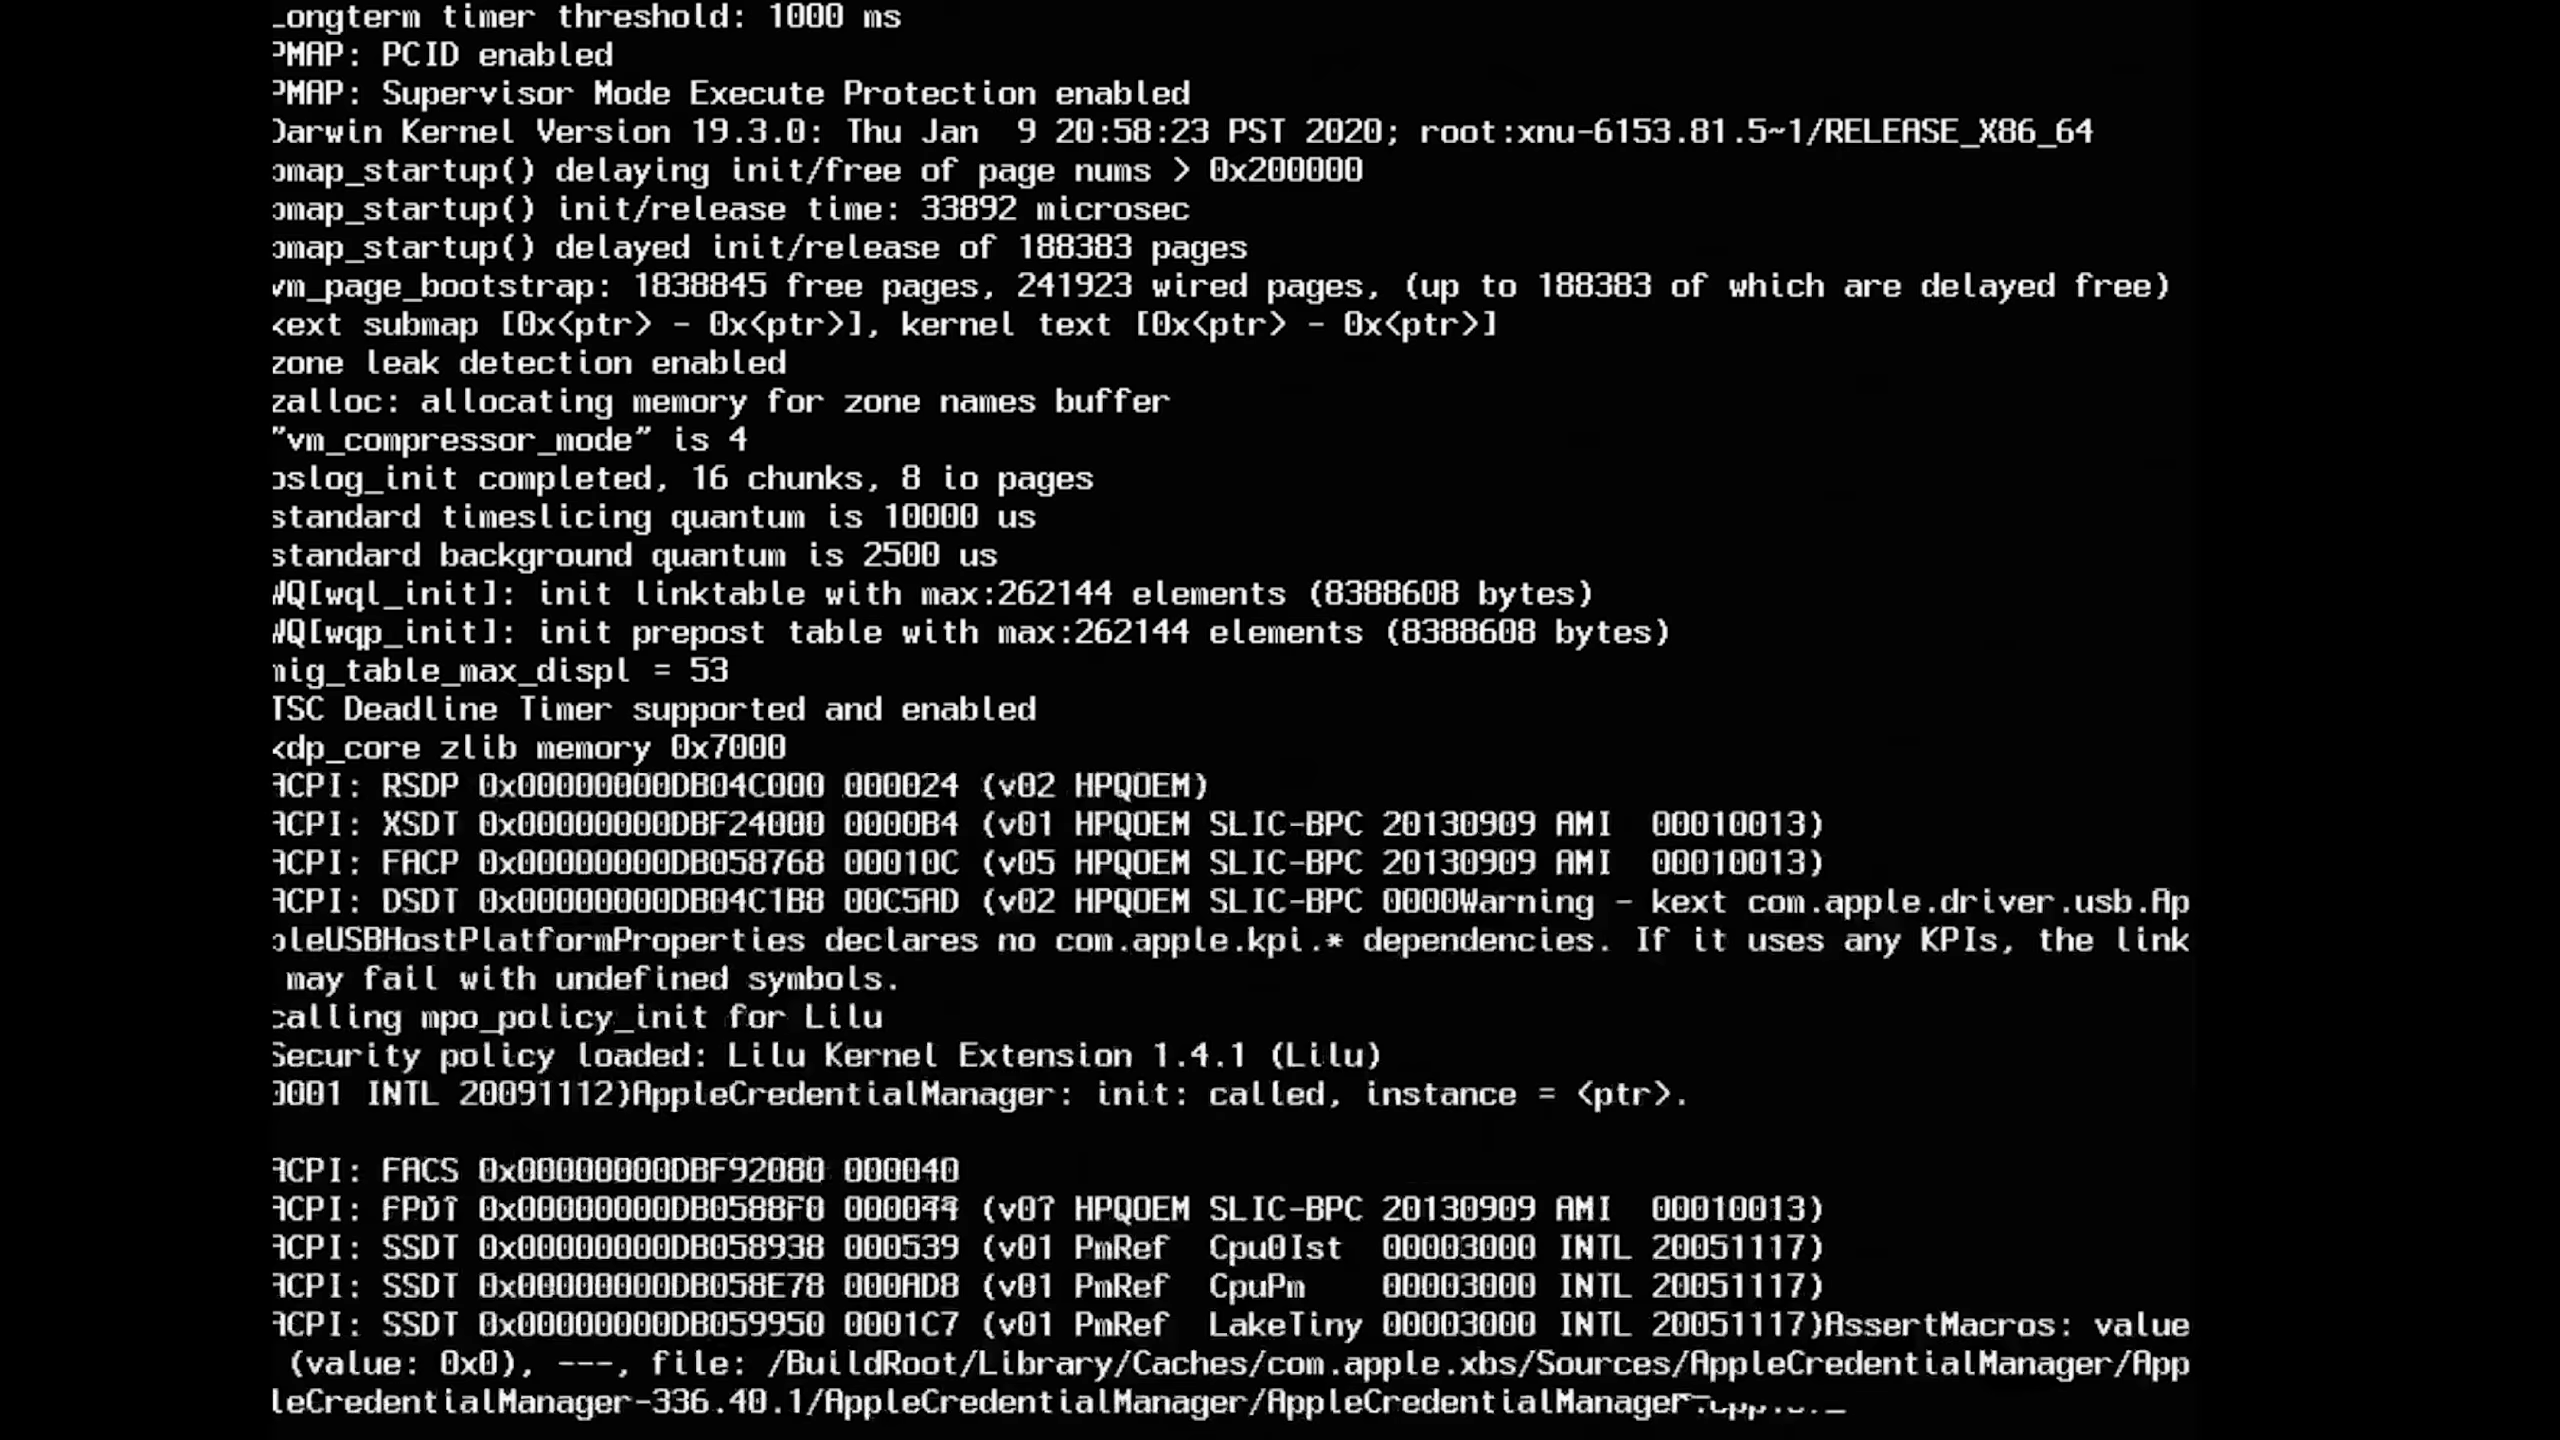 Longterm timer threshold: 1000 ms
PMAP: PCID enabled
PMAP: Supervisor Mode Execute Protection enabled
Darwin Kernel Version 19.3.0: Thu Jan  9 20:58:23 PST 2020; root:xnu-6153.81.5~1/RELEASE_X86_64
pmap_startup() delaying init/free of page nums > 0x200000
pmap_startup() init/release time: 33892 microsec
pmap_startup() delayed init/release of 188383 pages
vm_page_bootstrap: 1838845 free pages, 241923 wired pages, (up to 188383 of which are delayed free)
kext submap [0x<ptr> - 0x<ptr>], kernel text [0x<ptr> - 0x<ptr>]
zone leak detection enabled
zalloc: allocating memory for zone names buffer
"vm_compressor_mode" is 4
oslog_init completed, 16 chunks, 8 io pages
standard timeslicing quantum is 10000 us
standard background quantum is 2500 us
WQ[wql_init]: init linktable with max:262144 elements (8388608 bytes)
WQ[wqp_init]: init prepost table with max:262144 elements (8388608 bytes)
mig_table_max_displ = 53
TSC Deadline Timer supported and enabled
kdp_core zlib memory 0x7000
ACPI: RSDP 0x00000000DB04C000 000024 (v02 HPQOEM)
ACPI: XSDT 0x00000000DBF24000 0000B4 (v01 HPQOEM SLIC-BPC 20130909 AMI  00010013)
ACPI: FACP 0x00000000DB058768 00010C (v05 HPQOEM SLIC-BPC 20130909 AMI  00010013)
ACPI: DSDT 0x00000000DB04C1B8 00C5AD (v02 HPQOEM SLIC-BPC 0000Warning - kext com.apple.driver.usb.Ap
pleUSBHostPlatformProperties declares no com.apple.kpi.* dependencies. If it uses any KPIs, the link
 may fail with undefined symbols.
calling mpo_policy_init for Lilu
Security policy loaded: Lilu Kernel Extension 1.4.1 (Lilu)
0001 INTL 20091112)AppleCredentialManager: init: called, instance = <ptr>.
ACPI: FACS 0x00000000DBF92080 000040
ACPI: FPDT 0x00000000DB0588F0 000044 (v01 HPQOEM SLIC-BPC 20130909 AMI  00010013)
ACPI: SSDT 0x00000000DB058938 000539 (v01 PmRef  Cpu0Ist  00003000 INTL 20051117)
ACPI: SSDT 0x00000000DB058E78 000AD8 (v01 PmRef  CpuPm    00003000 INTL 20051117)
ACPI: SSDT 0x00000000DB059950 0001C7 (v01 PmRef  LakeTiny 00003000 INTL 20051117)AssertMacros: value
 (value: 0x0), ---, file: /BuildRoot/Library/Caches/com.apple.xbs/Sources/AppleCredentialManager/App
leCredentialManager-336.40.1/AppleCredentialManager/AppleCredentialManager